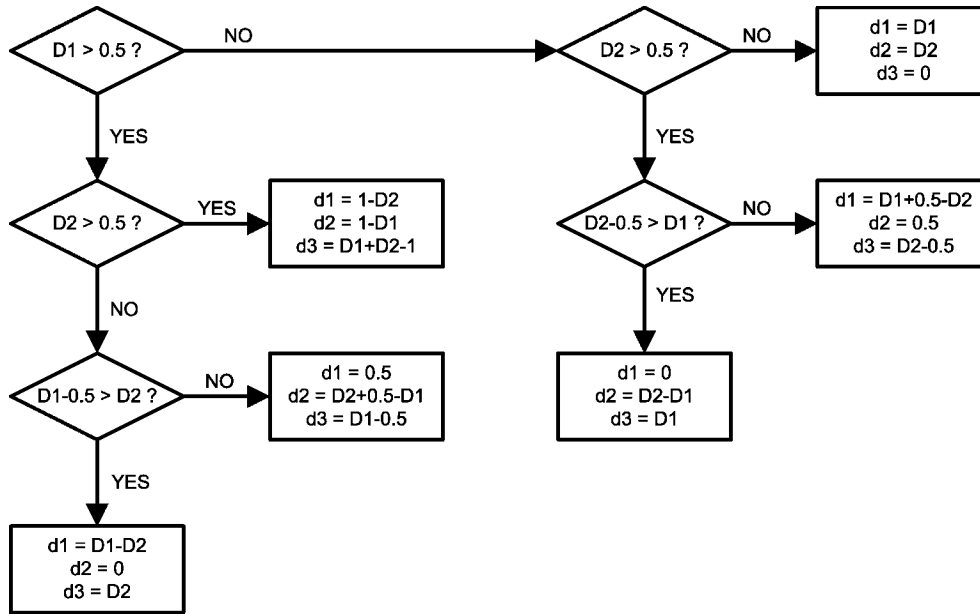 D1 > 0.5 ?
NO
D2 > 0.5 ?
NO
d1 = D1
d2 = D2
d3 = 0
YES
YES
D2 > 0.5 ?
YES
d1 = 1-D2
d2 = 1-D1
d3 = D1+D2-1
D2-0.5 > D1 ?
NO
d1 = D1+0.5-D2
d2 = 0.5
d3 = D2-0.5
NO
YES
D1-0.5 > D2 ?
NO
d1 = 0.5
d2 = D2+0.5-D1
d3 = D1-0.5
d1 = 0
d2 = D2-D1
d3 = D1
YES
d1 = D1-D2
d2 = 0
d3 = D2